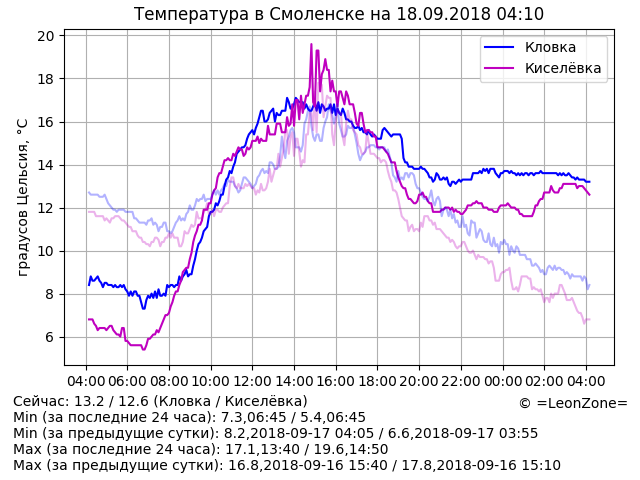 Температура в Смоленске на 18.09.2018 04:10
Кловка
Киселёвка
градусов Цельсия, °C
20
18
16
14
12
10
8
6
04:00 06:00 08:00 10:00 12:00 14:00 16:00 18:00 20:00 22:00 00:00 02:00 04:00
Сейчас: 13.2 / 12.6 (Кловка / Киселёвка)
© =LeonZone=
Min (за последние 24 часа): 7.3,06:45 / 5.4,06:45
Min (за предыдущие сутки): 8.2,2018-09-17 04:05 / 6.6,2018-09-17 03:55
Max (за последние 24 часа): 17.1,13:40 / 19.6,14:50
Max (за предыдущие сутки): 16.8,2018-09-16 15:40 / 17.8,2018-09-16 15:10